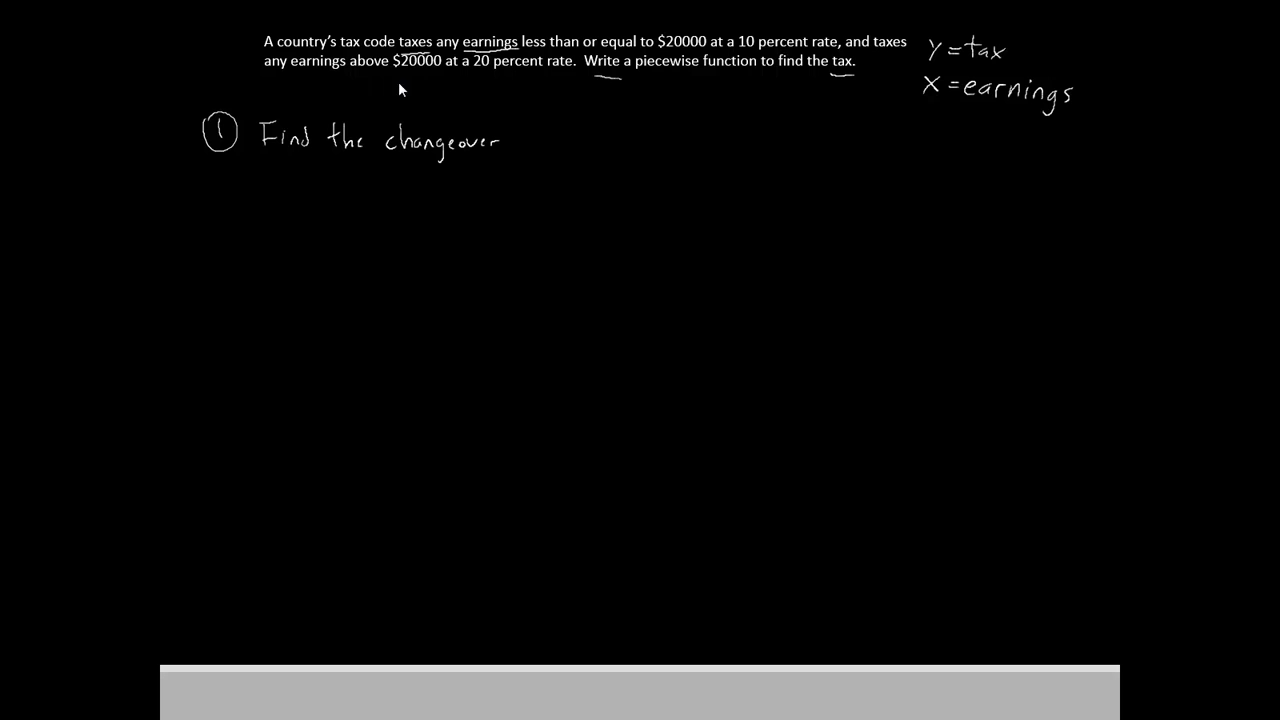 A country's tax code taxes any earnings less than or equal to $20000 at a 10 percent rate, and taxes
any earnings above $20000 at a 20 percent rate. Write a piecewise function to find the tax.
y = tax
x = earnings
1 Find the changeover